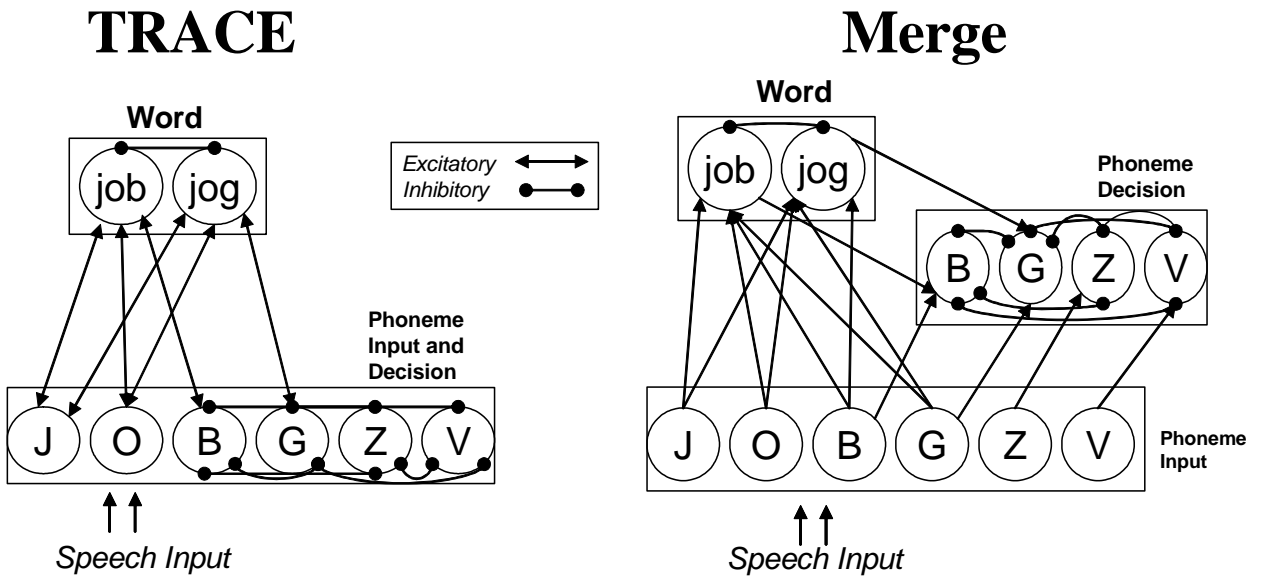 TRACE
Word
job jog
Excitatory
Inhibitory
Phoneme
Input and
Decision
J O B G Z V
Speech Input
Merge
Word
job jog
Phoneme
Decision
B G Z V
J O B G Z V
Phoneme
Input
Speech Input